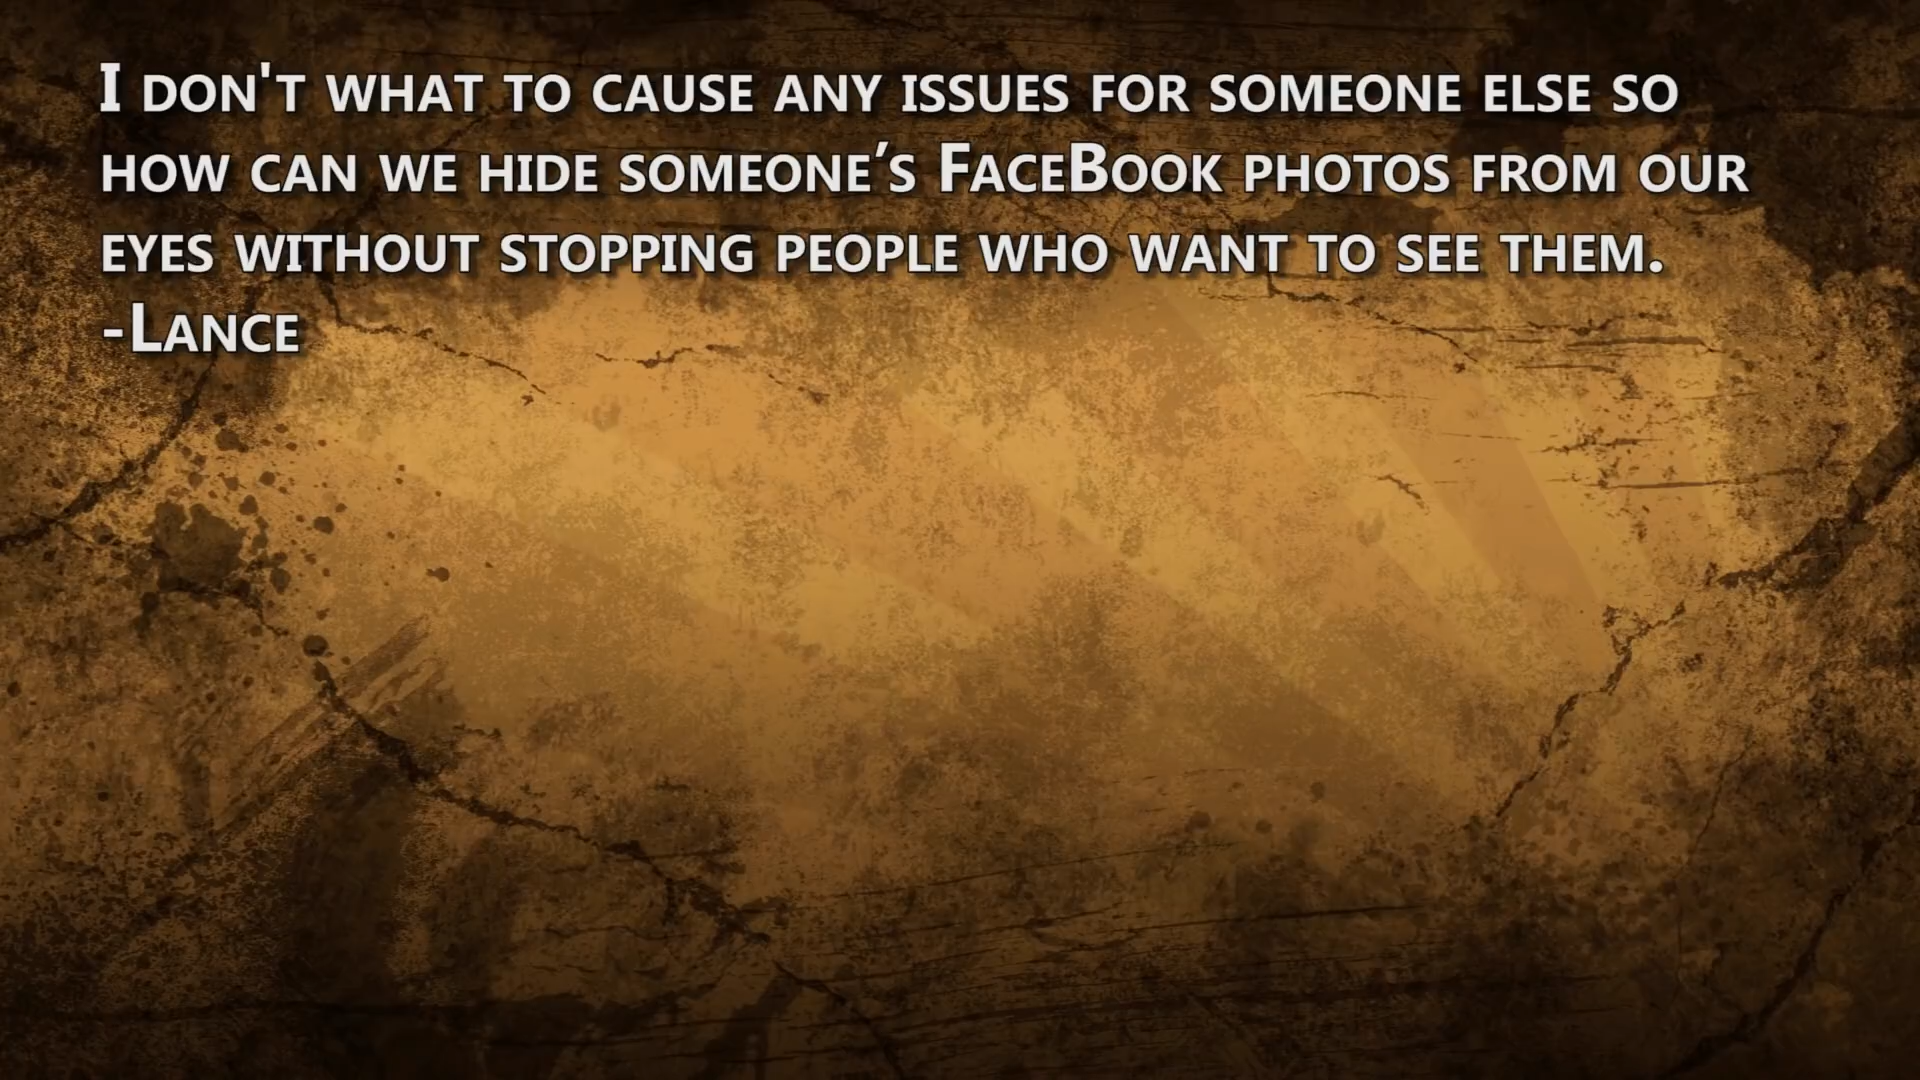 I don't what to cause any issues for someone else so
how can we hide someone’s FaceBook photos from our
eyes without stopping people who want to see them.
-Lance